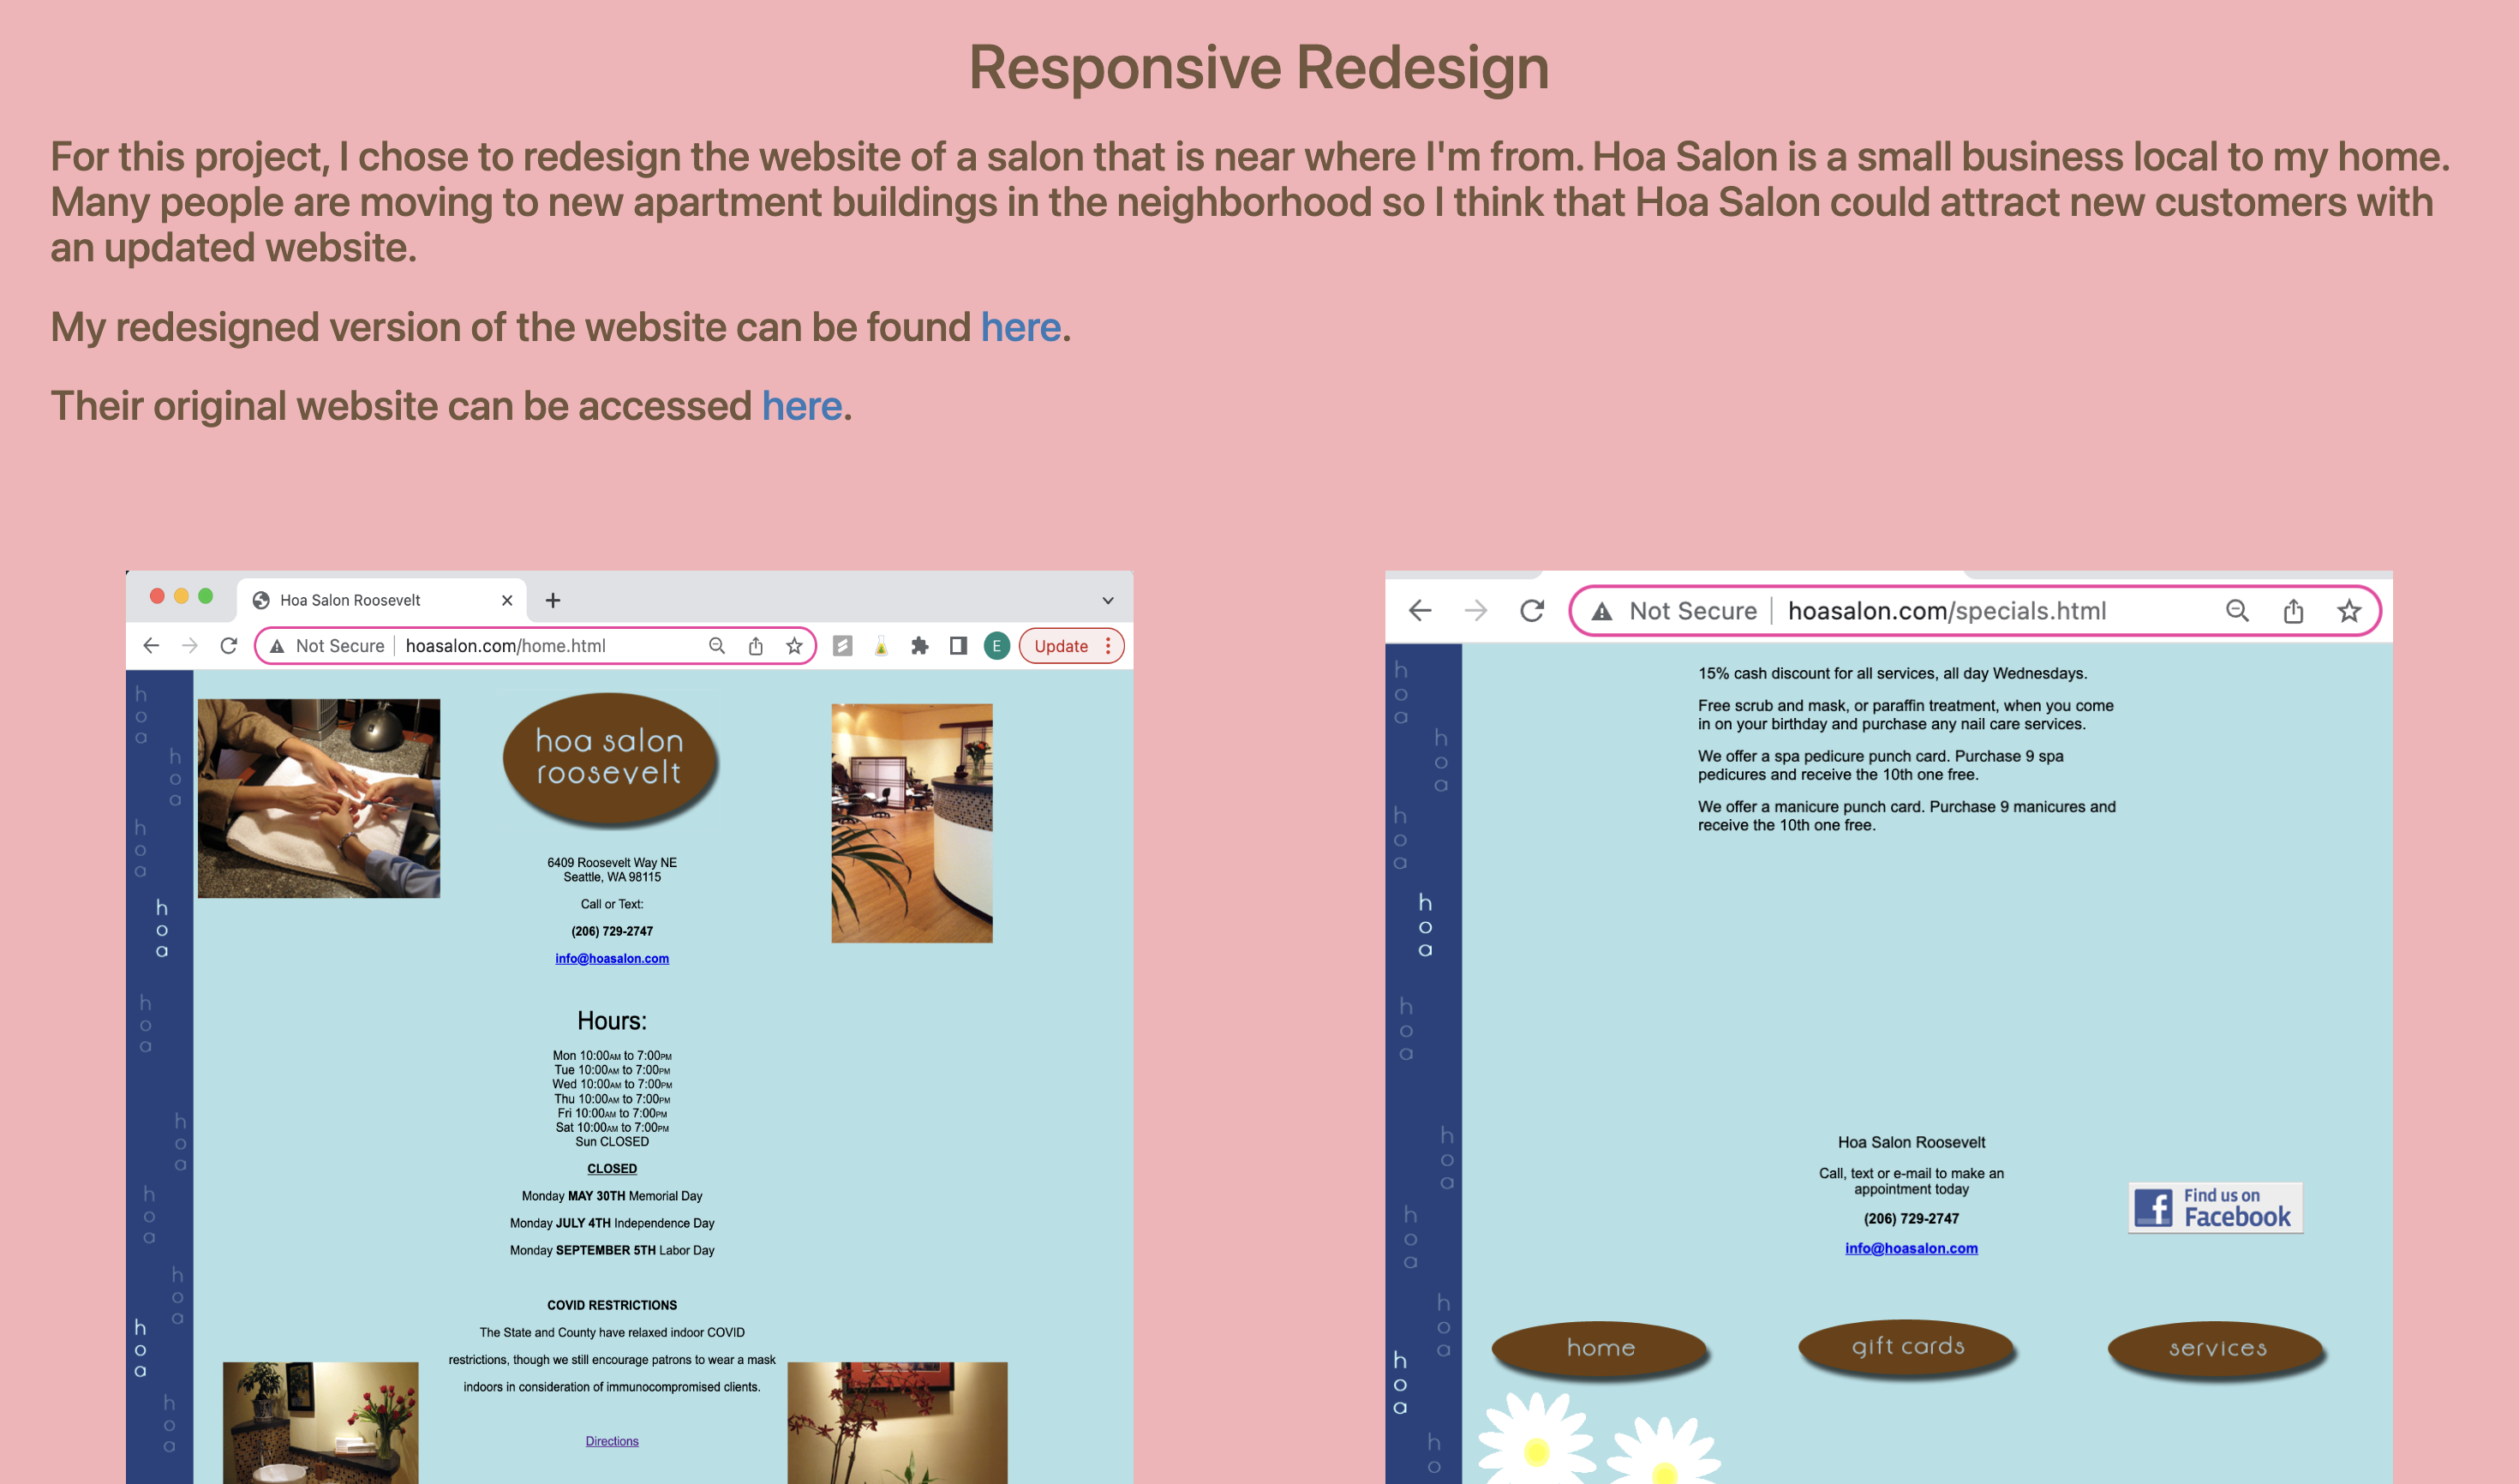 Responsive Redesign
For this project, I chose to redesign the website of a salon that is near where I'm from. Hoa Salon is a small business local to my home.
Many people are moving to new apartment buildings in the neighborhood so I think that Hoa Salon could attract new customers with
an updated website.
My redesigned version of the website can be found here.
Their original website can be accessed here.
Hoa Salon Roosevelt
Not Secure | hoasalon.com/home.html
E
Update
hoa
hoa
hoa
hoa
hoa
hoa
hoa
hoa
hoa
hoa
hoa salon
roosevelt
6409 Roosevelt Way NE
Seattle, WA 98115
Call or Text:
(206) 729-2747
info@hoasalon.com
Hours:
Mon 10:00AM to 7:00PM
Tue 10:00AM to 7:00PM
Wed 10:00AM to 7:00PM
Thu 10:00AM to 7:00PM
Fri 10:00AM to 7:00PM
Sat 10:00AM to 7:00PM
Sun CLOSED
CLOSED
Monday MAY 30TH Memorial Day
Monday JULY 4TH Independence Day
Monday SEPTEMBER 5TH Labor Day
COVID RESTRICTIONS
The State and County have relaxed indoor COVID
restrictions, though we still encourage patrons to wear a mask
indoors in consideration of immunocompromised clients.
Directions
Not Secure | hoasalon.com/specials.html
hoa
hoa
hoa
hoa
hoa
hoa
hoa
hoa
hoa
ho
15% cash discount for all services, all day Wednesdays.
Free scrub and mask, or paraffin treatment, when you come
in on your birthday and purchase any nail care services.
We offer a spa pedicure punch card. Purchase 9 spa
pedicures and receive the 10th one free.
We offer a manicure punch card. Purchase 9 manicures and
receive the 10th one free.
Hoa Salon Roosevelt
Call, text or e-mail to make an
appointment today
(206) 729-2747
info@hoasalon.com
f Find us on
Facebook
home
gift cards
services